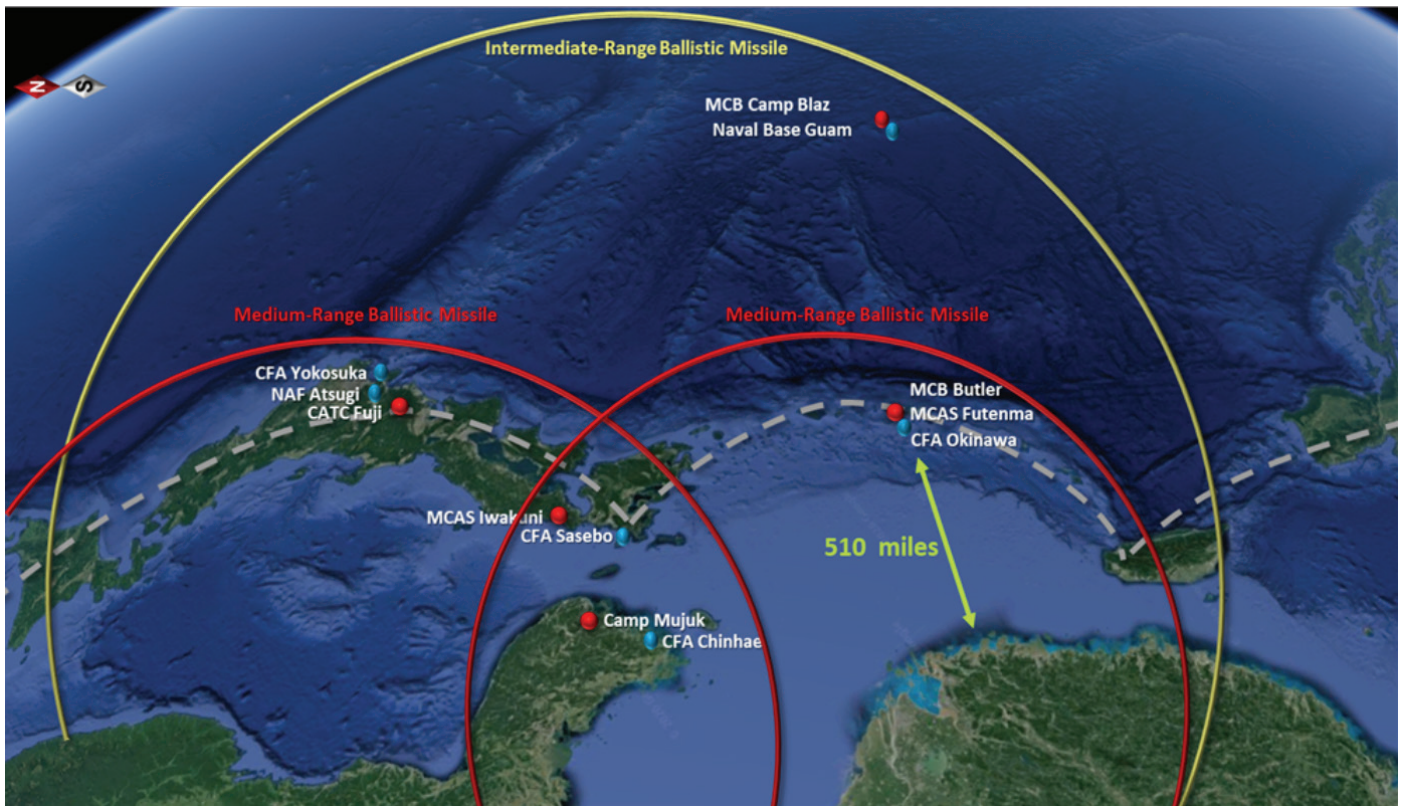 Intermediate-Range Ballistic Missile
N S
MCB Camp Blaz
Naval Base Guam
Medium-Range Ballistic Missile
Medium-Range Ballistic Missile
CFA Yokosuka
NAF Atsugi
CATC Fuji
MCB Butler
MCAS Futenma
CFA Okinawa
MCAS Iwakuni
CFA Sasebo
510 miles
Camp Mujuk
CFA Chinhae